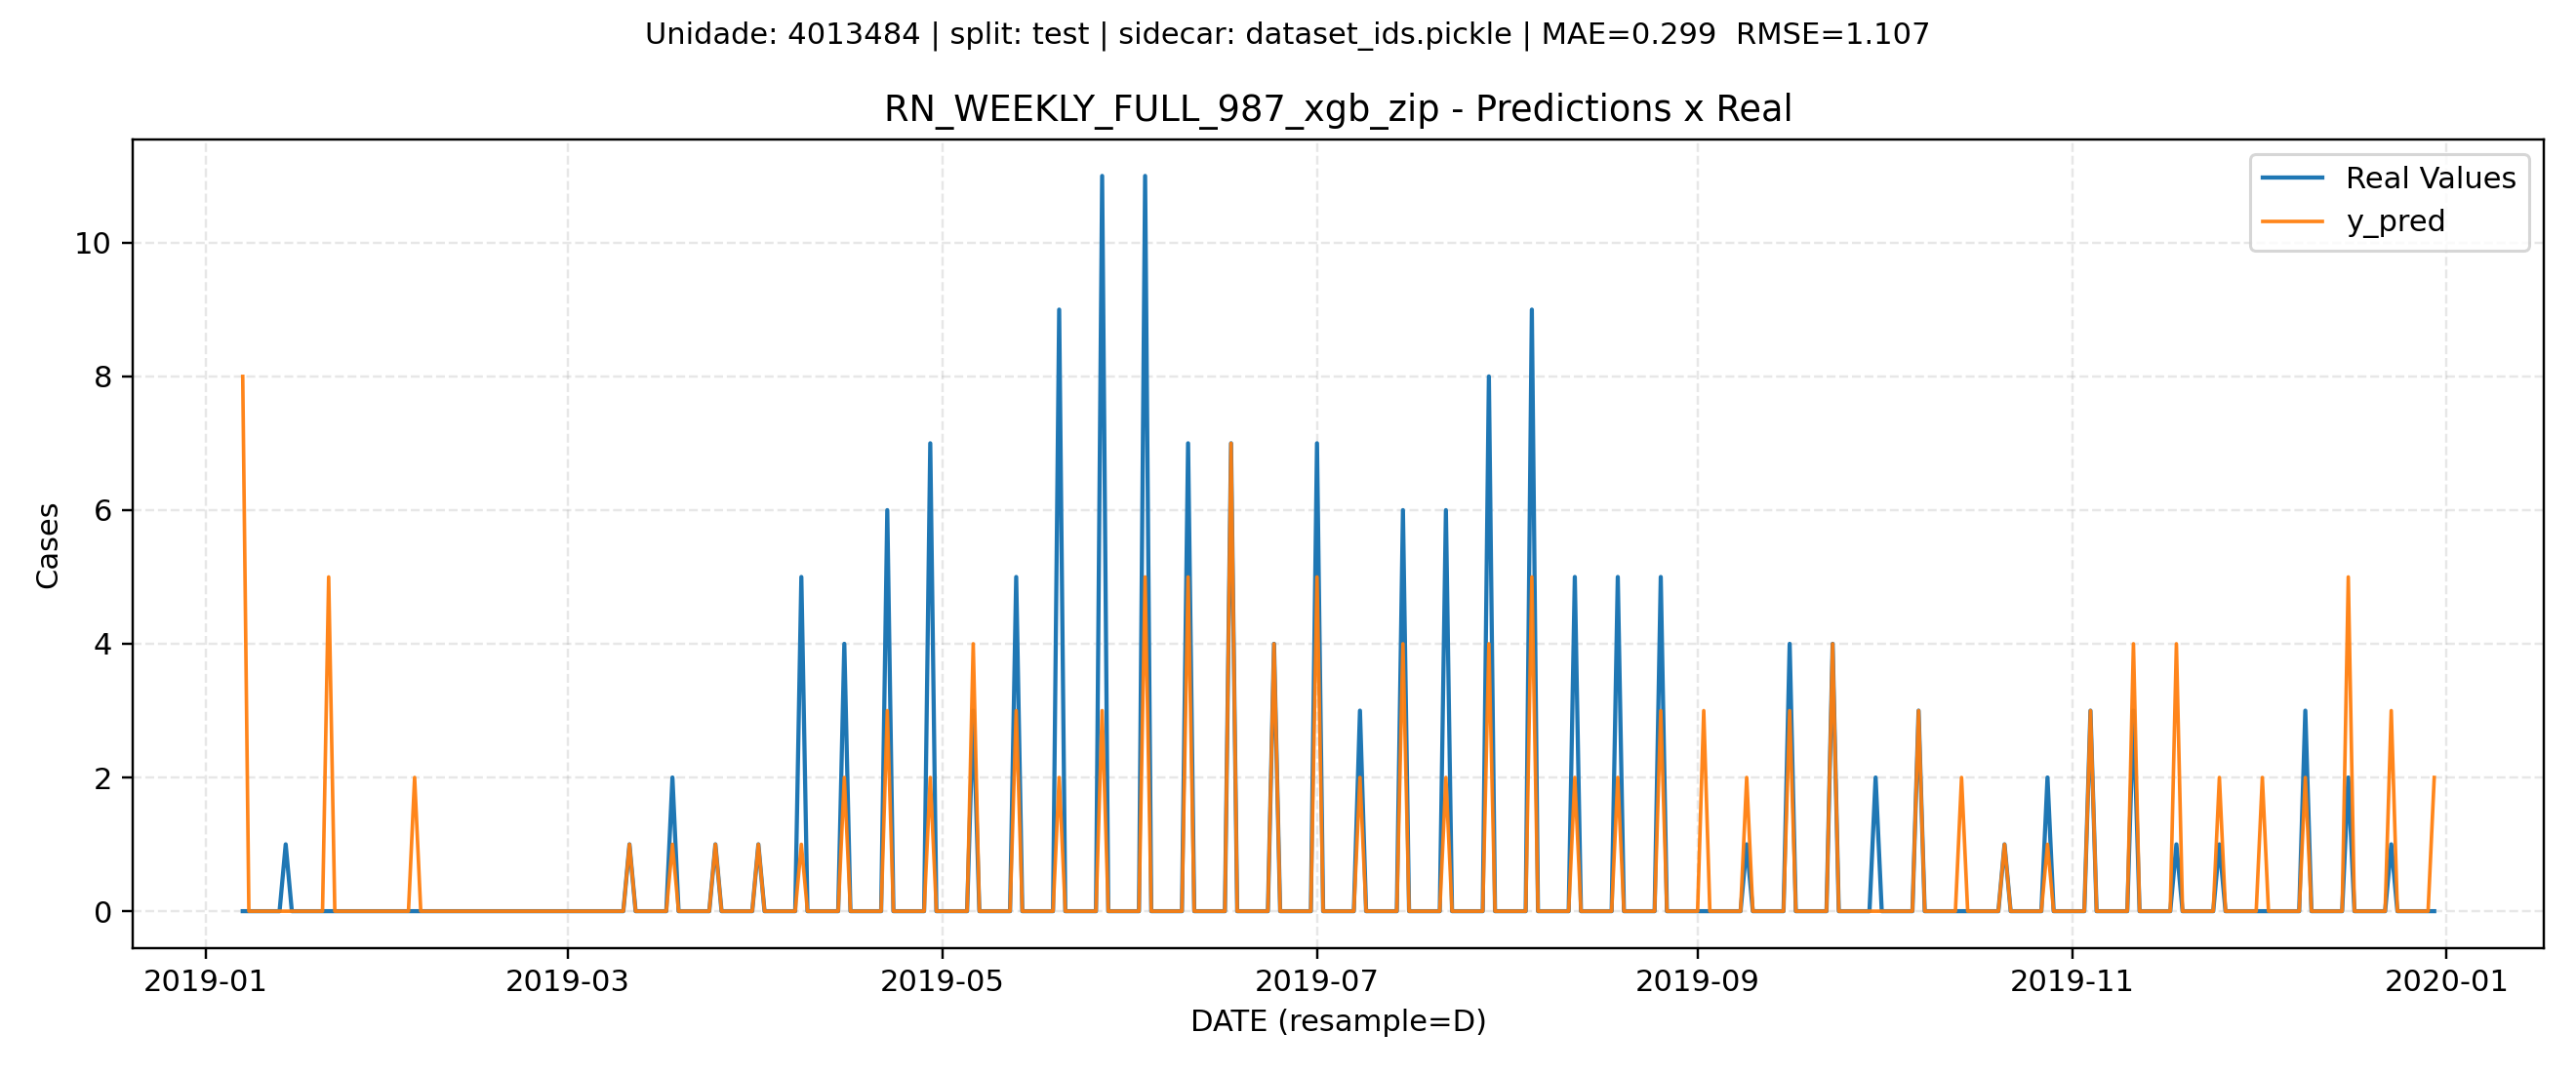 Unidade: 4013484 | split: test | sidecar: dataset_ids.pickle | MAE=0.299  RMSE=1.107
RN_WEEKLY_FULL_987_xgb_zip - Predictions x Real
Real Values
y_pred
Cases
10
8
6
4
2
0
2019-01
2019-03
2019-05
2019-07
2019-09
2019-11
2020-01
DATE (resample=D)